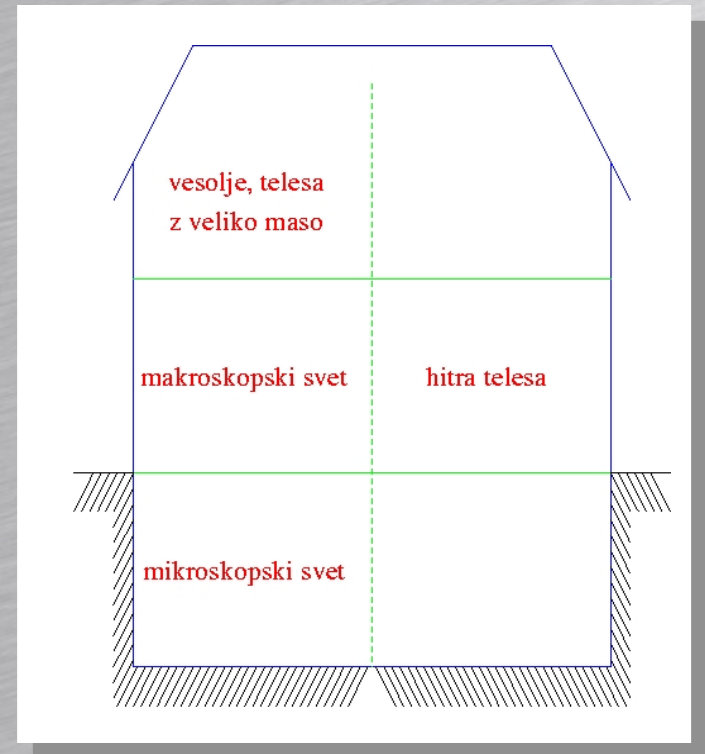 vesolje, telesa
z veliko maso
makroskopski svet
hitra telesa
mikroskopski svet